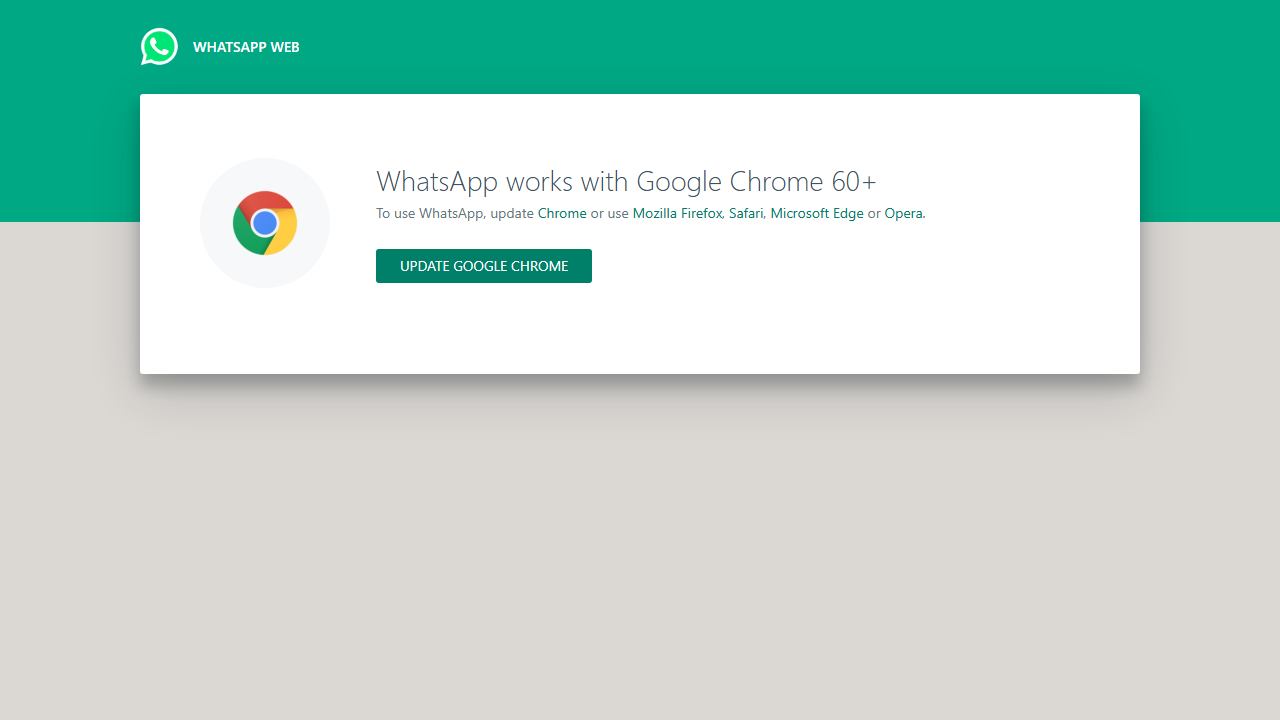 WHATSAPP WEB
WhatsApp works with Google Chrome 60+
To use WhatsApp, update Chrome or use Mozilla Firefox, Safari, Microsoft Edge or Opera.
UPDATE GOOGLE CHROME